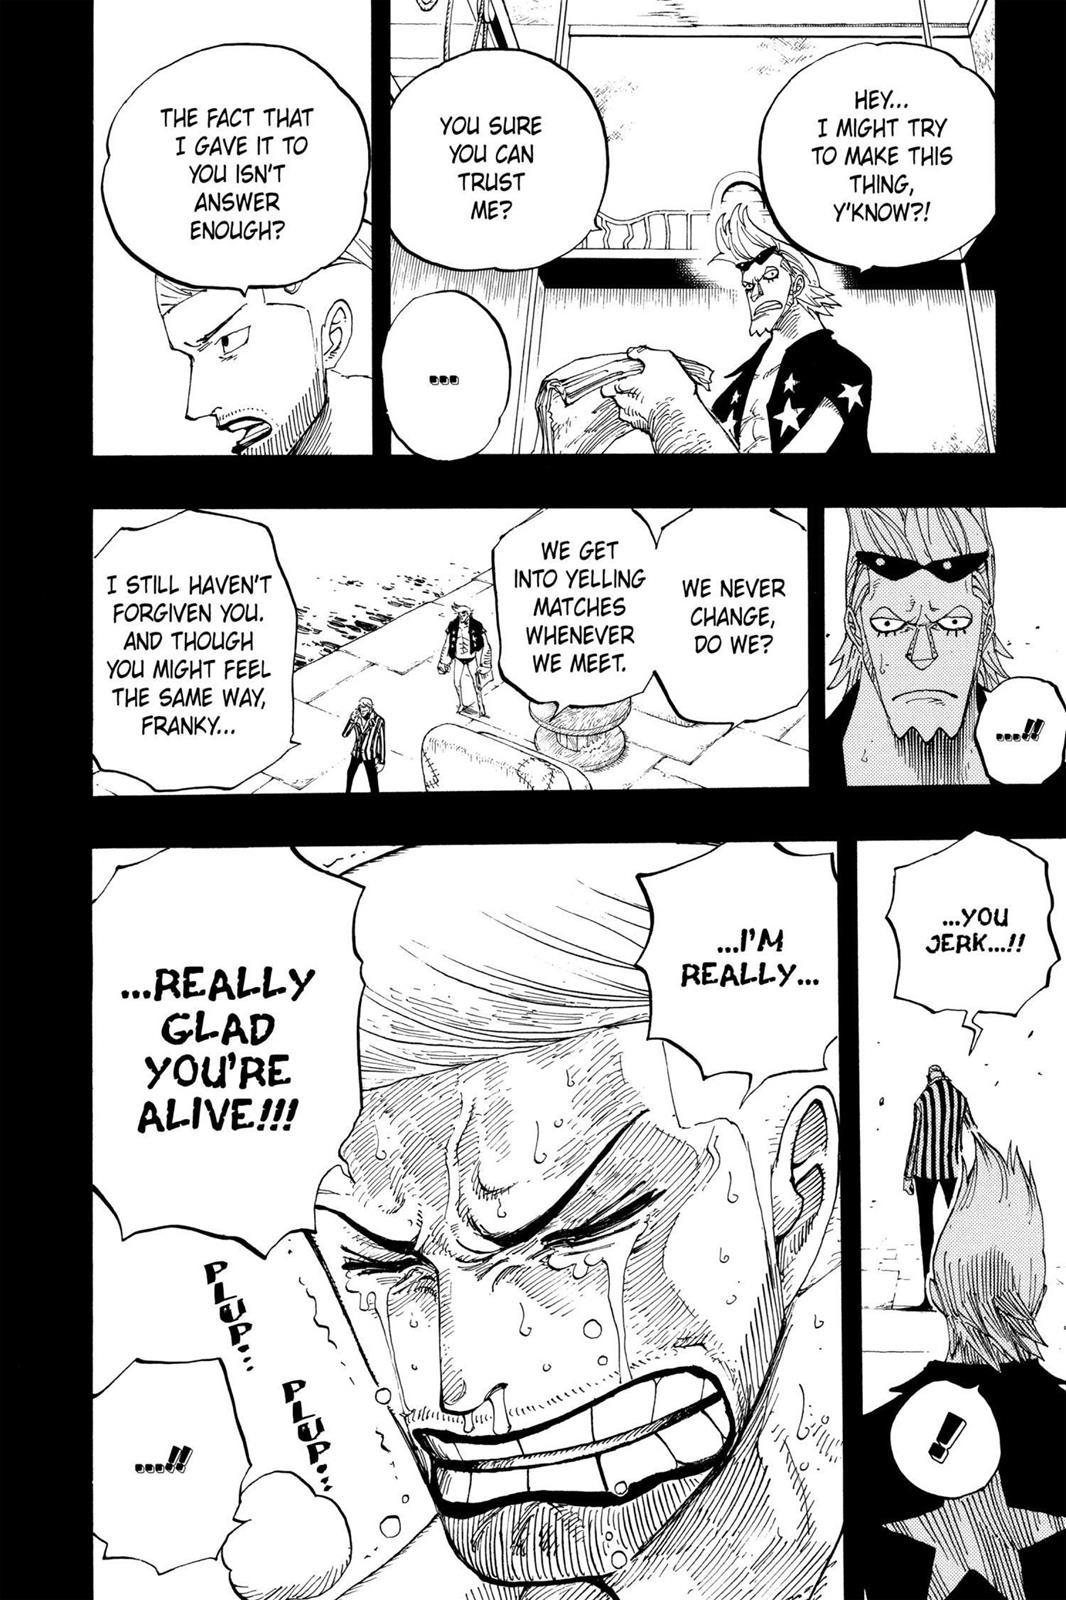 HEY...
I MIGHT TRY
TO MAKE THIS
THING,
Y'KNOW?!
YOU SURE
YOU CAN
TRUST
ME?
...
THE FACT THAT
I GAVE IT TO
YOU ISN'T
ANSWER
ENOUGH?
....!!
WE NEVER
CHANGE,
DO WE?
WE GET
INTO YELLING
MATCHES
WHENEVER
WE MEET.
I STILL HAVEN'T
FORGIVEN YOU.
AND THOUGH
YOU MIGHT FEEL
THE SAME WAY,
FRANKY...
...YOU
JERK...!!
!
...I'M
REALLY...
...REALLY
GLAD
YOU'RE
ALIVE!!!
PLUP...
PLUP...
....!!